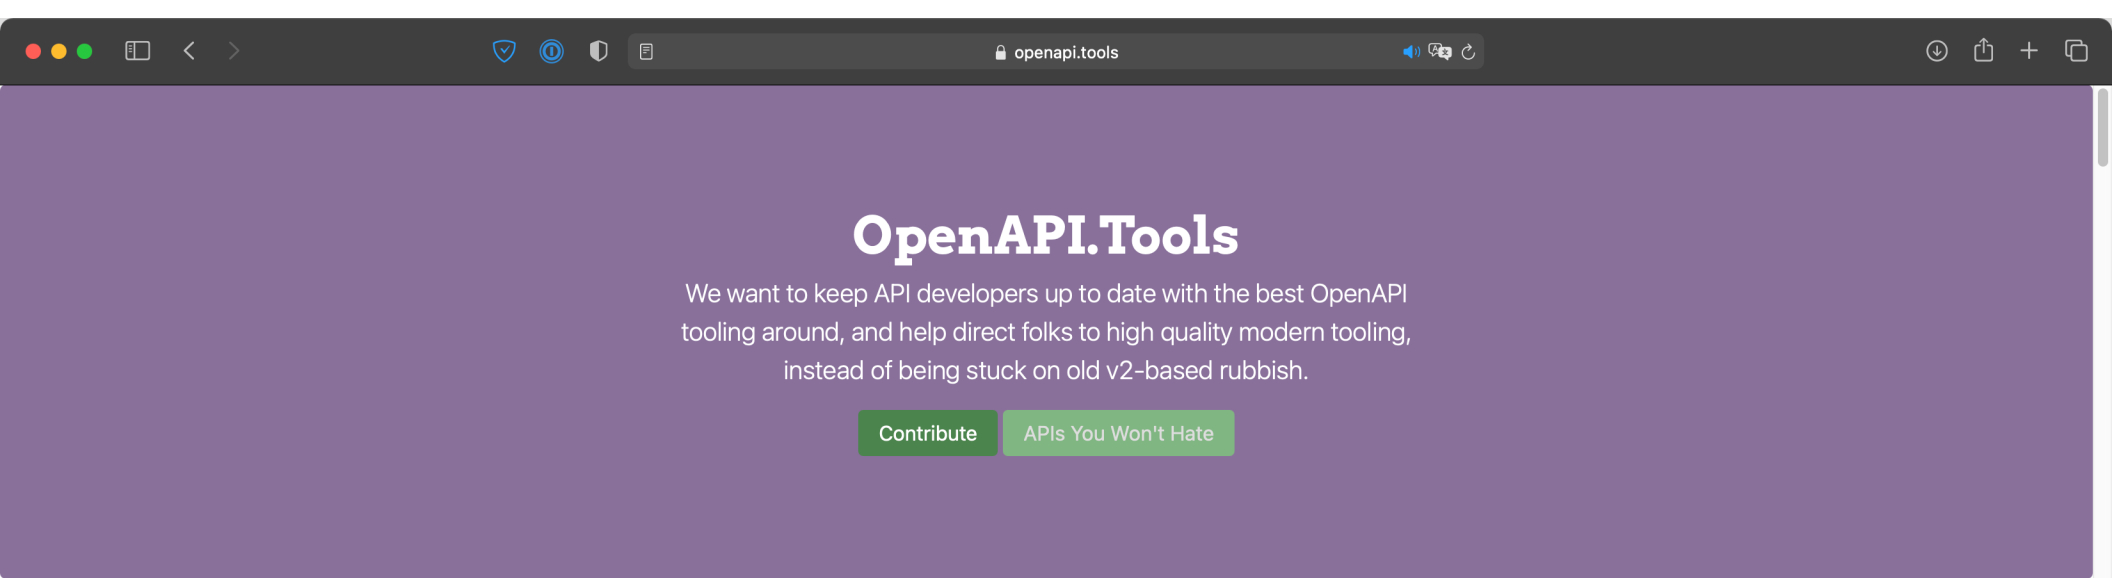 openapi.tools
OpenAPI.Tools
We want to keep API developers up to date with the best OpenAPI
tooling around, and help direct folks to high quality modern tooling,
instead of being stuck on old v2-based rubbish.
Contribute
APIs You Won't Hate